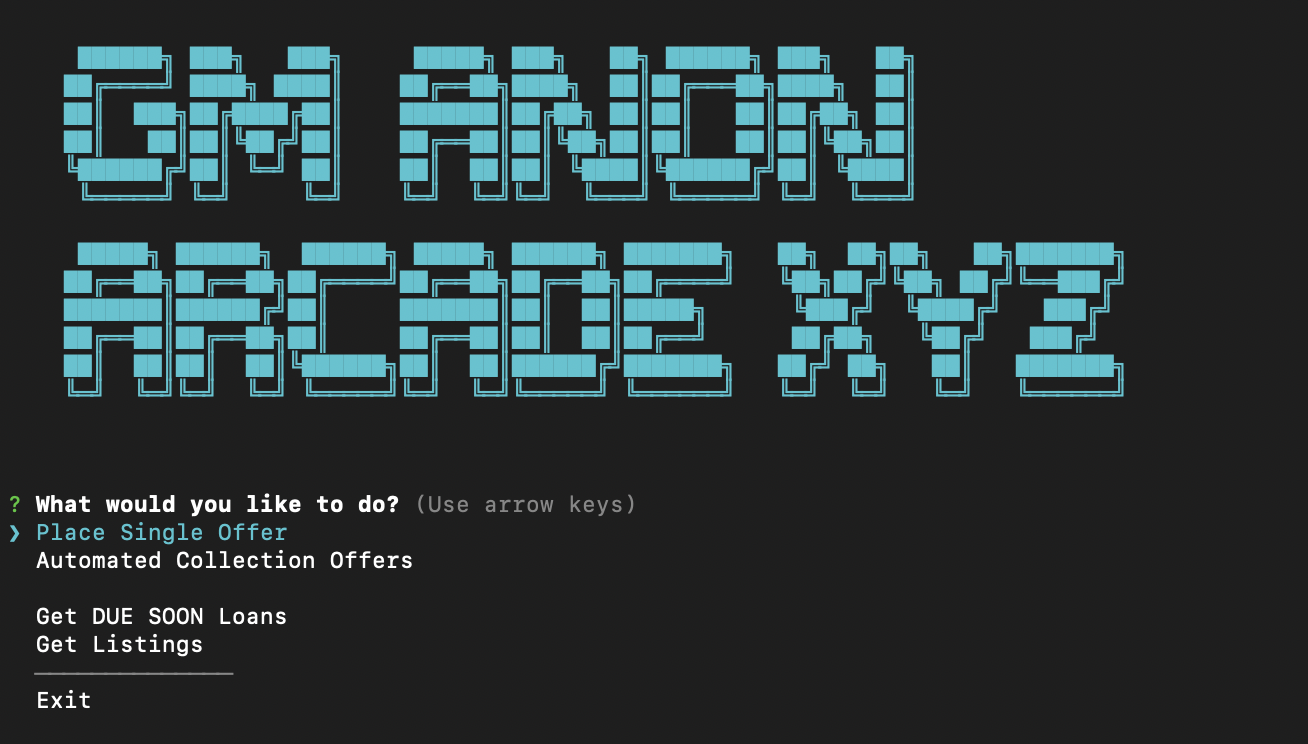 GM ANON
ARCADE XYZ
? What would you like to do? (Use arrow keys)
❯ Place Single Offer
Automated Collection Offers
Get DUE SOON Loans
Get Listings
Exit